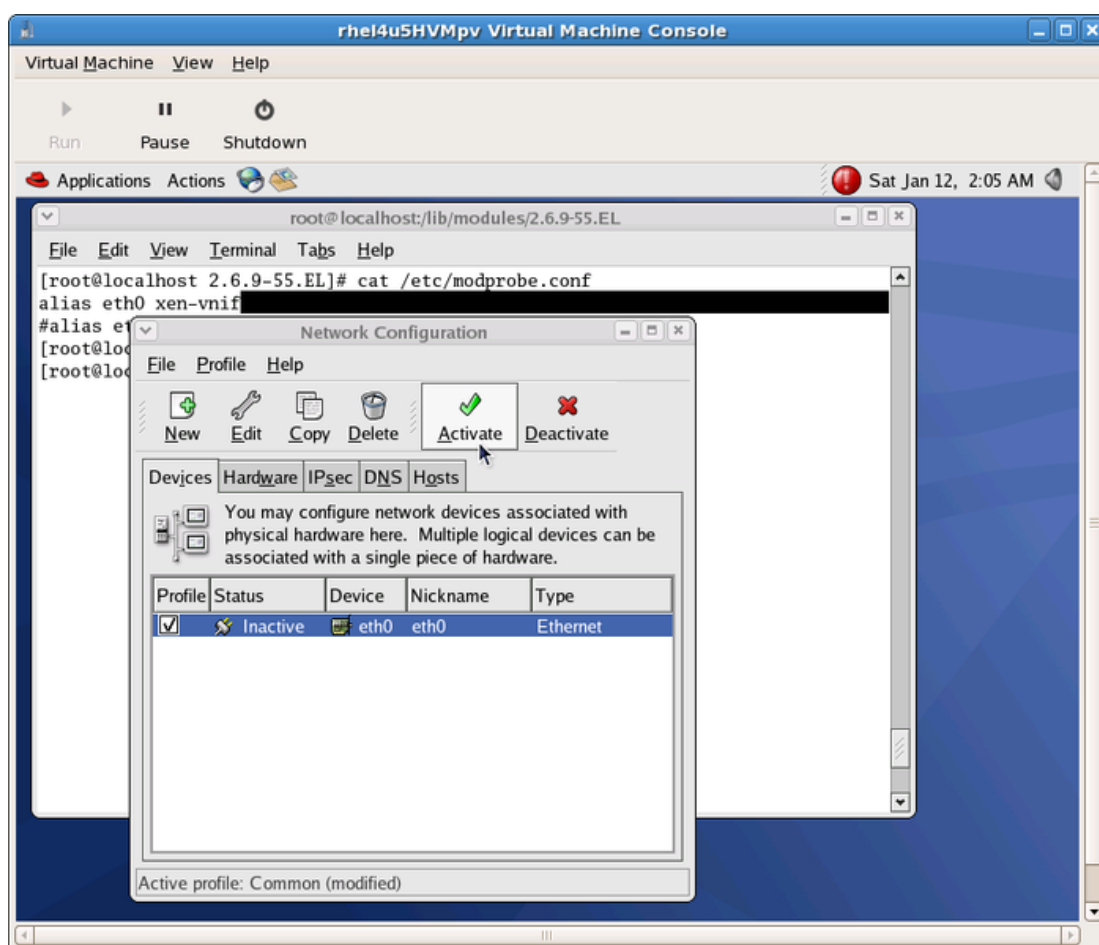 rhel4u5HVMpv Virtual Machine Console
Virtual Machine View Help
Run Pause Shutdown
Applications Actions Sat Jan 12, 2:05 AM
root@localhost:/lib/modules/2.6.9-55.EL
File Edit View Terminal Tabs Help
[root@localhost 2.6.9-55.EL]# cat /etc/modprobe.conf
alias eth0 xen-vnif
#alias et
[root@loc
[root@loc
Network Configuration
File Profile Help
New Edit Copy Delete Activate Deactivate
Devices Hardware IPsec DNS Hosts
You may configure network devices associated with
physical hardware here. Multiple logical devices can be
associated with a single piece of hardware.
Profile Status Device Nickname Type
Inactive eth0 eth0 Ethernet
Active profile: Common (modified)